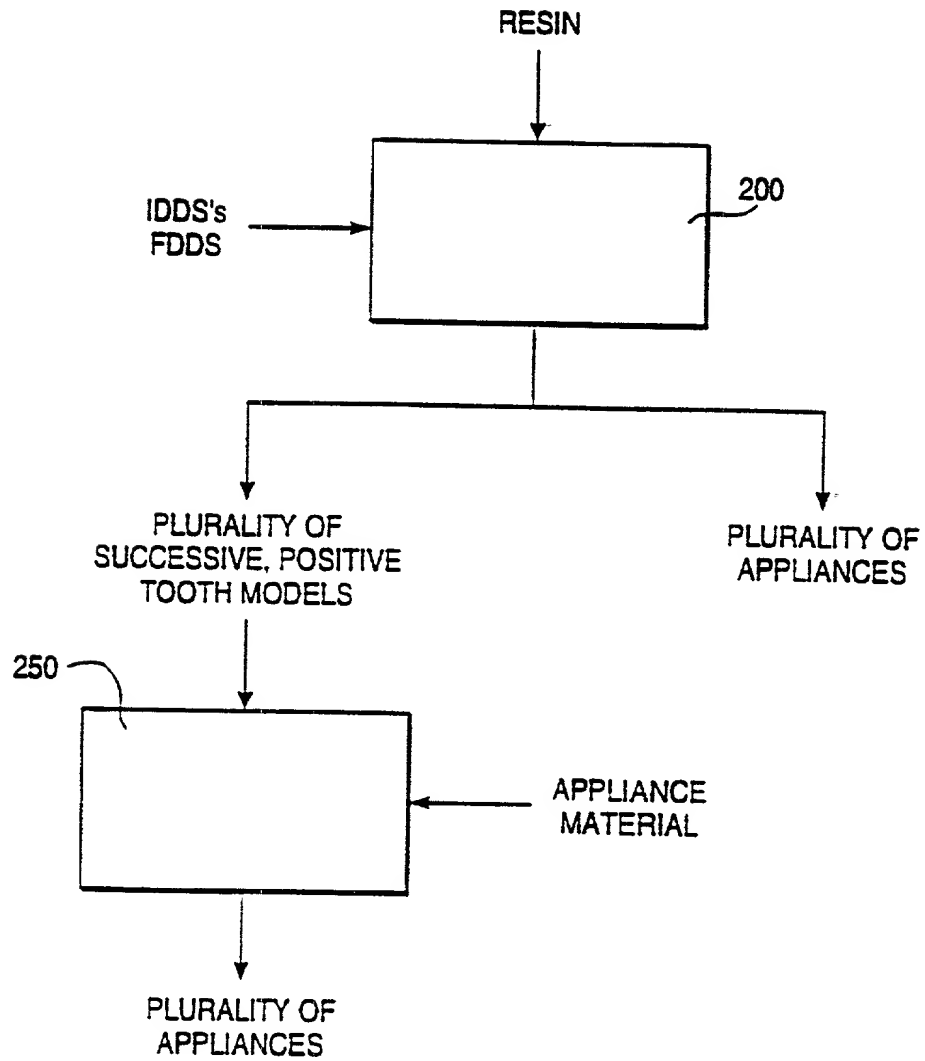 RESIN
200
IDDS's
FDDS
PLURALITY OF
SUCCESSIVE, POSITIVE
TOOTH MODELS
PLURALITY OF
APPLIANCES
250
APPLIANCE
MATERIAL
PLURALITY OF
APPLIANCES